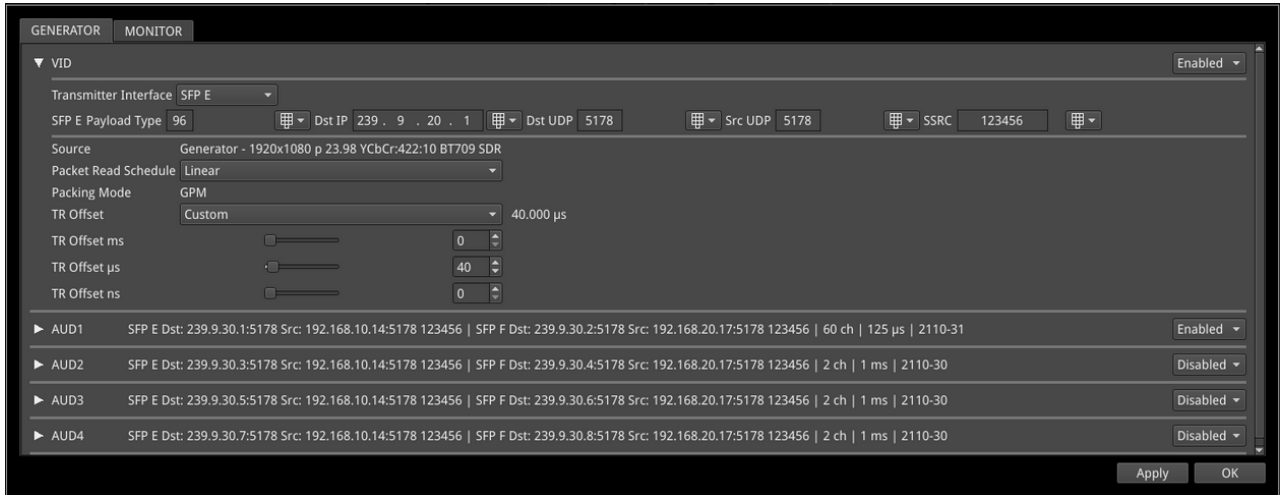 GENERATOR MONITOR
VID Enabled
Transmitter Interface SFP E
SFP E Payload Type 96 Dst IP 239 . 9 . 20 . 1 Dst UDP 5178 Src UDP 5178 SSRC 123456
Source Generator - 1920x1080 p 23.98 YCbCr:422:10 BT709 SDR
Packet Read Schedule Linear
Packing Mode GPM
TR Offset Custom 40.000 µs
TR Offset ms 0
TR Offset µs 40
TR Offset ns 0
AUD1 SFP E Dst: 239.9.30.1:5178 Src: 192.168.10.14:5178 123456 | SFP F Dst: 239.9.30.2:5178 Src: 192.168.20.17:5178 123456 | 60 ch | 125 µs | 2110-31 Enabled
AUD2 SFP E Dst: 239.9.30.3:5178 Src: 192.168.10.14:5178 123456 | SFP F Dst: 239.9.30.4:5178 Src: 192.168.20.17:5178 123456 | 2 ch | 1 ms | 2110-30 Disabled
AUD3 SFP E Dst: 239.9.30.5:5178 Src: 192.168.10.14:5178 123456 | SFP F Dst: 239.9.30.6:5178 Src: 192.168.20.17:5178 123456 | 2 ch | 1 ms | 2110-30 Disabled
AUD4 SFP E Dst: 239.9.30.7:5178 Src: 192.168.10.14:5178 123456 | SFP F Dst: 239.9.30.8:5178 Src: 192.168.20.17:5178 123456 | 2 ch | 1 ms | 2110-30 Disabled
Apply OK